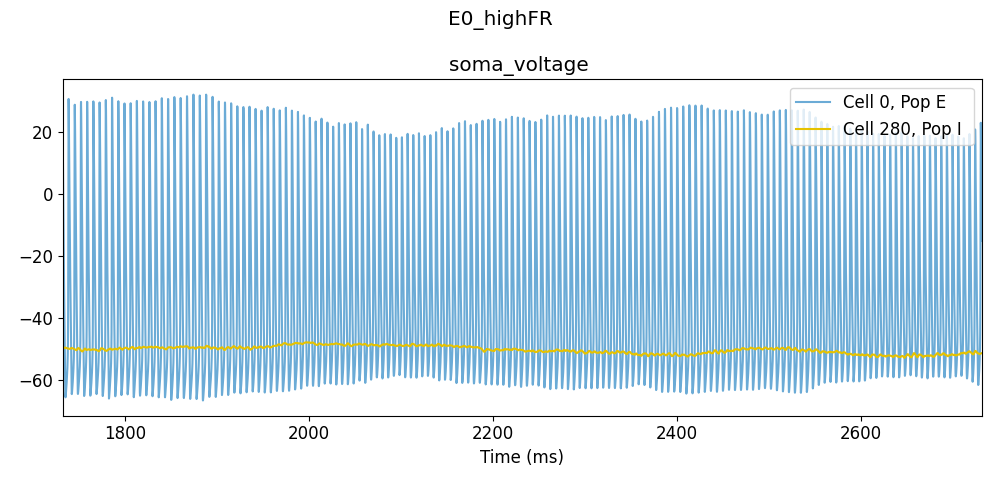 E0_highFR
soma_voltage
Cell 0, Pop E
Cell 280, Pop I
20
0
−20
−40
−60
1800 2000 2200 2400 2600
Time (ms)